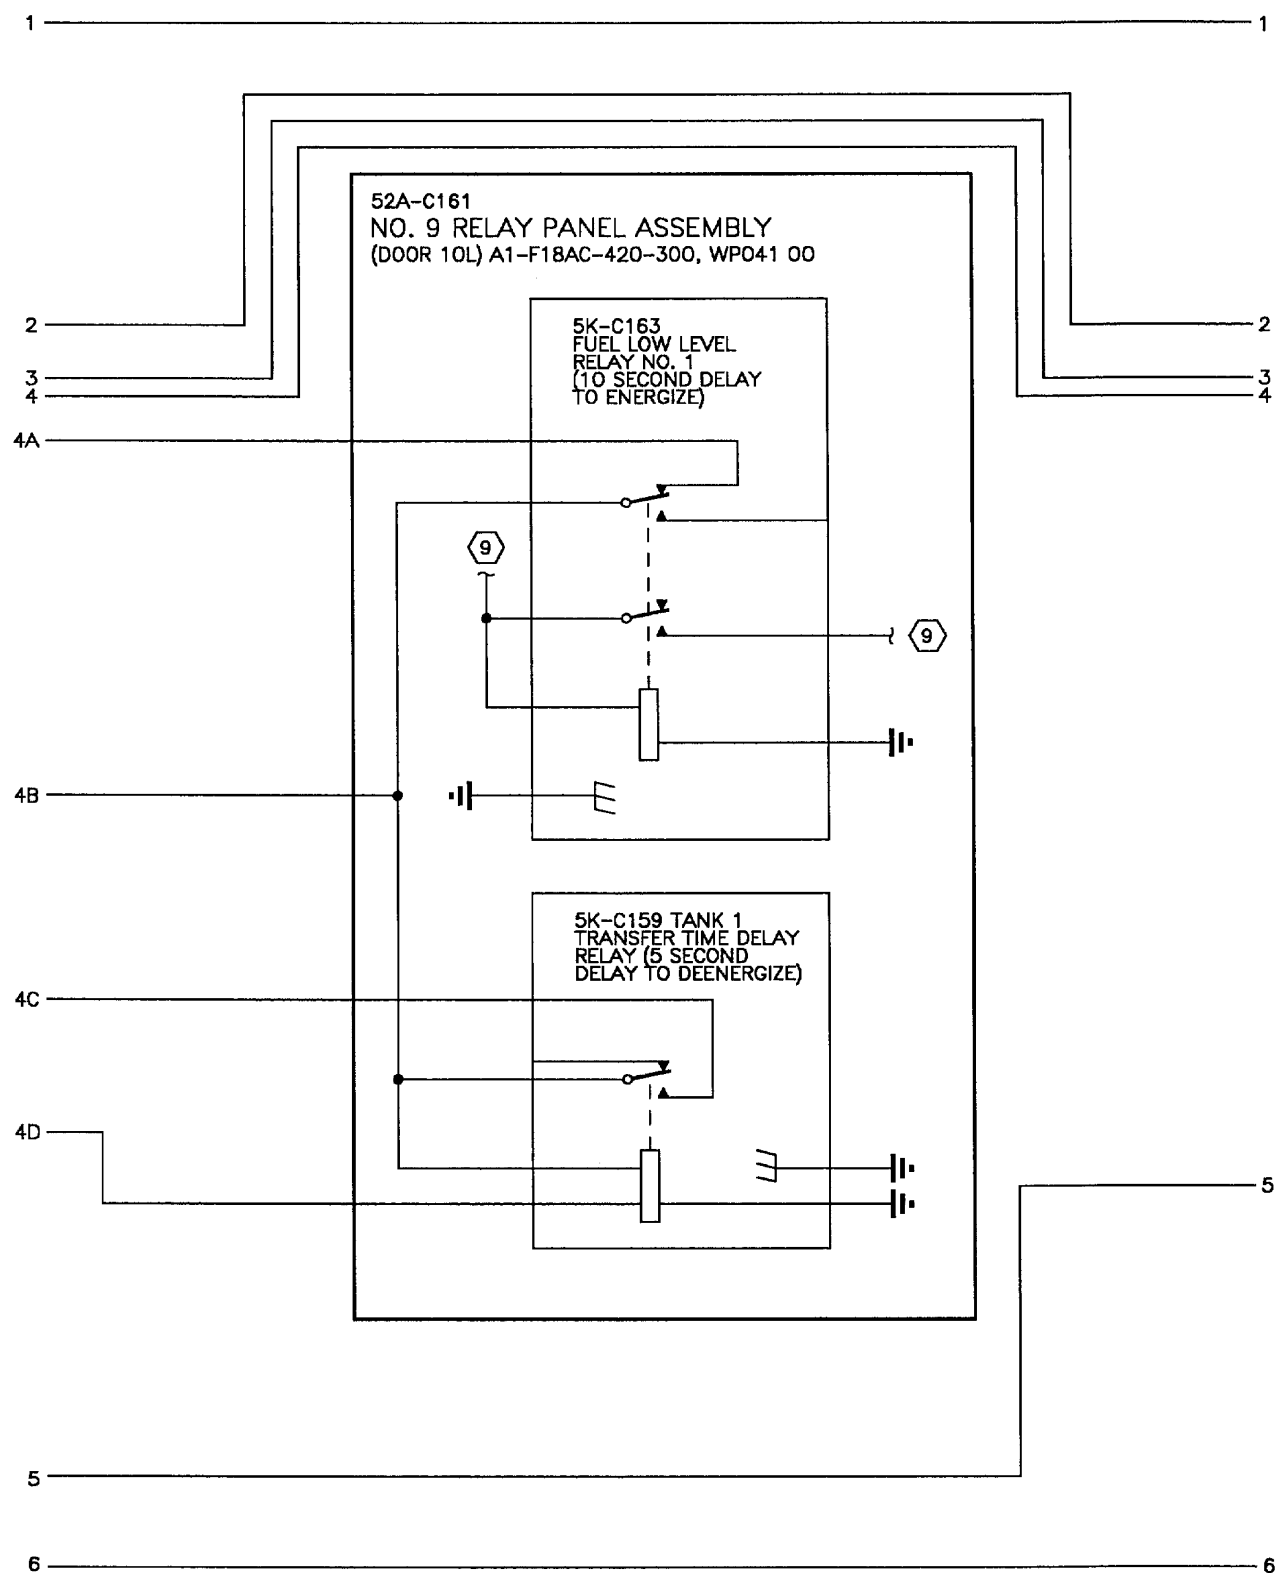 1 1
52A-C161
NO. 9 RELAY PANEL ASSEMBLY
(DOOR 10L) A1-F18AC-420-300, WP041 00
2 2
5K-C163
FUEL LOW LEVEL
RELAY NO. 1
(10 SECOND DELAY
TO ENERGIZE)
3 3
4 4
4A
9
9
4B
5K-C159 TANK 1
TRANSFER TIME DELAY
RELAY (5 SECOND
DELAY TO DEENERGIZE)
4C
4D
5
5
6 6